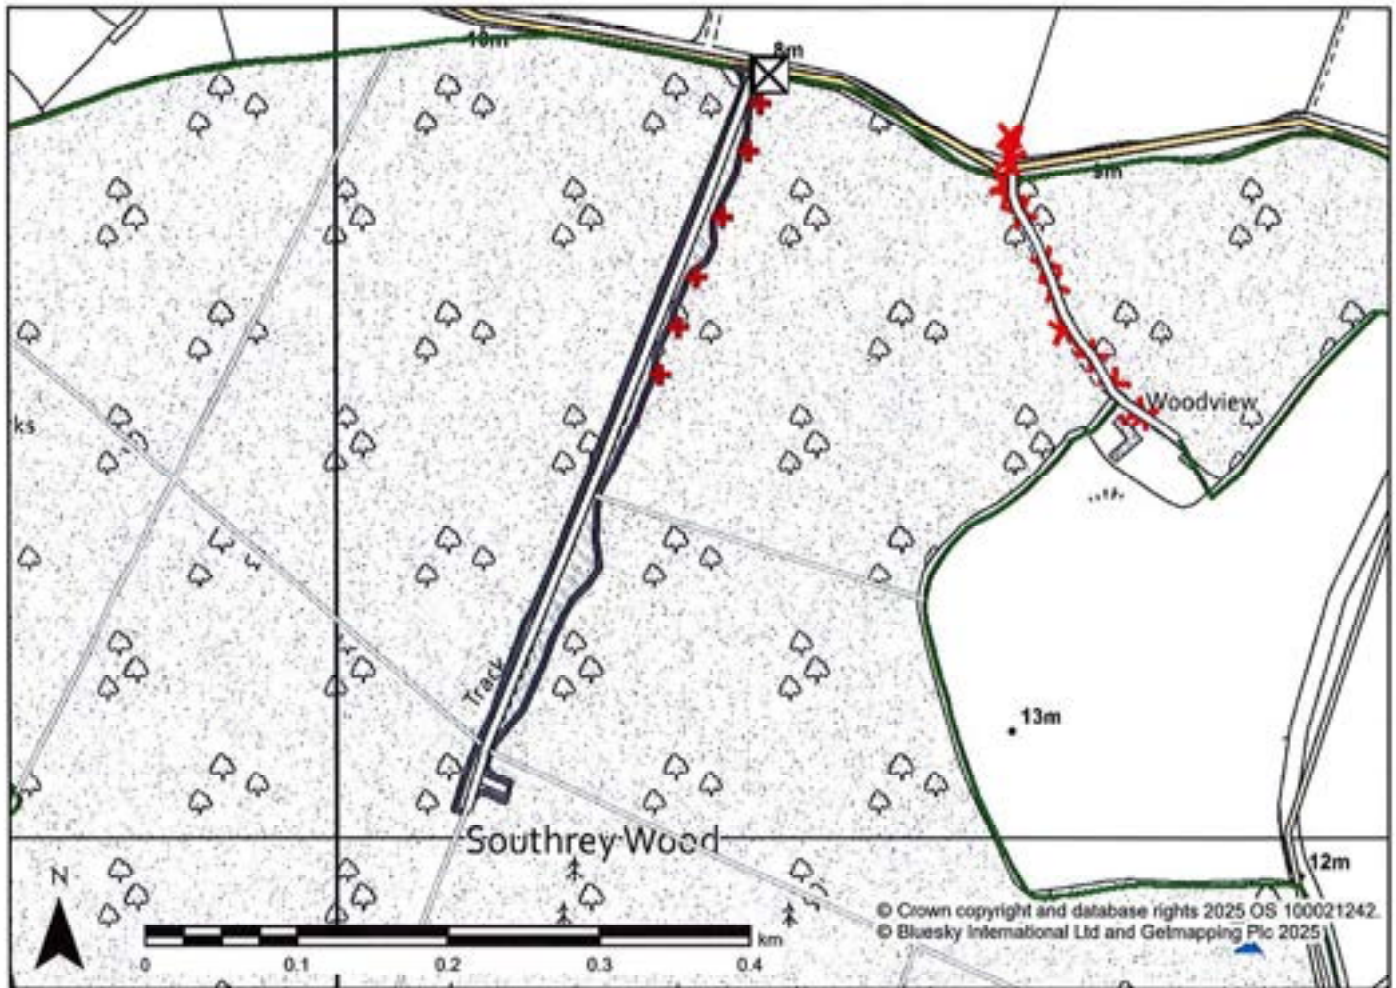 10m
8m
9m
ks
Woodview
Track
13m
Southrey Wood
12m
N
© Crown copyright and database rights 2025 OS 100021242.
© Bluesky International Ltd and Getmapping Plc 2025
km
0 0.1 0.2 0.3 0.4